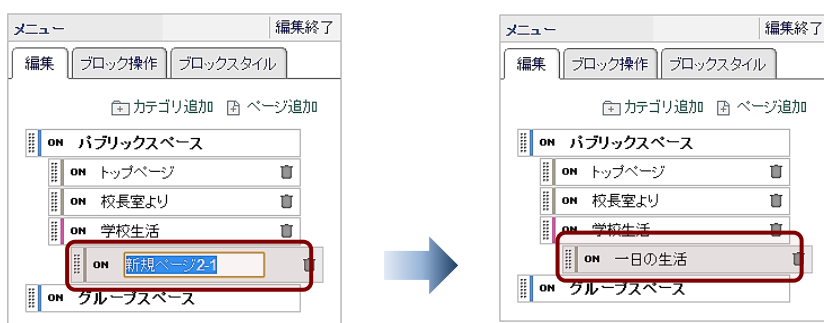 メニュー 編集終了
編集 ブロック操作 ブロックスタイル
カテゴリ追加 ページ追加
ON パブリックスペース
ON トップページ
ON 校長室より
ON 学校生活
ON 新規ページ2-1
ON グループスペース
メニュー 編集終了
編集 ブロック操作 ブロックスタイル
カテゴリ追加 ページ追加
ON パブリックスペース
ON トップページ
ON 校長室より
ON 学校生活
ON 一日の生活
ON グループスペース